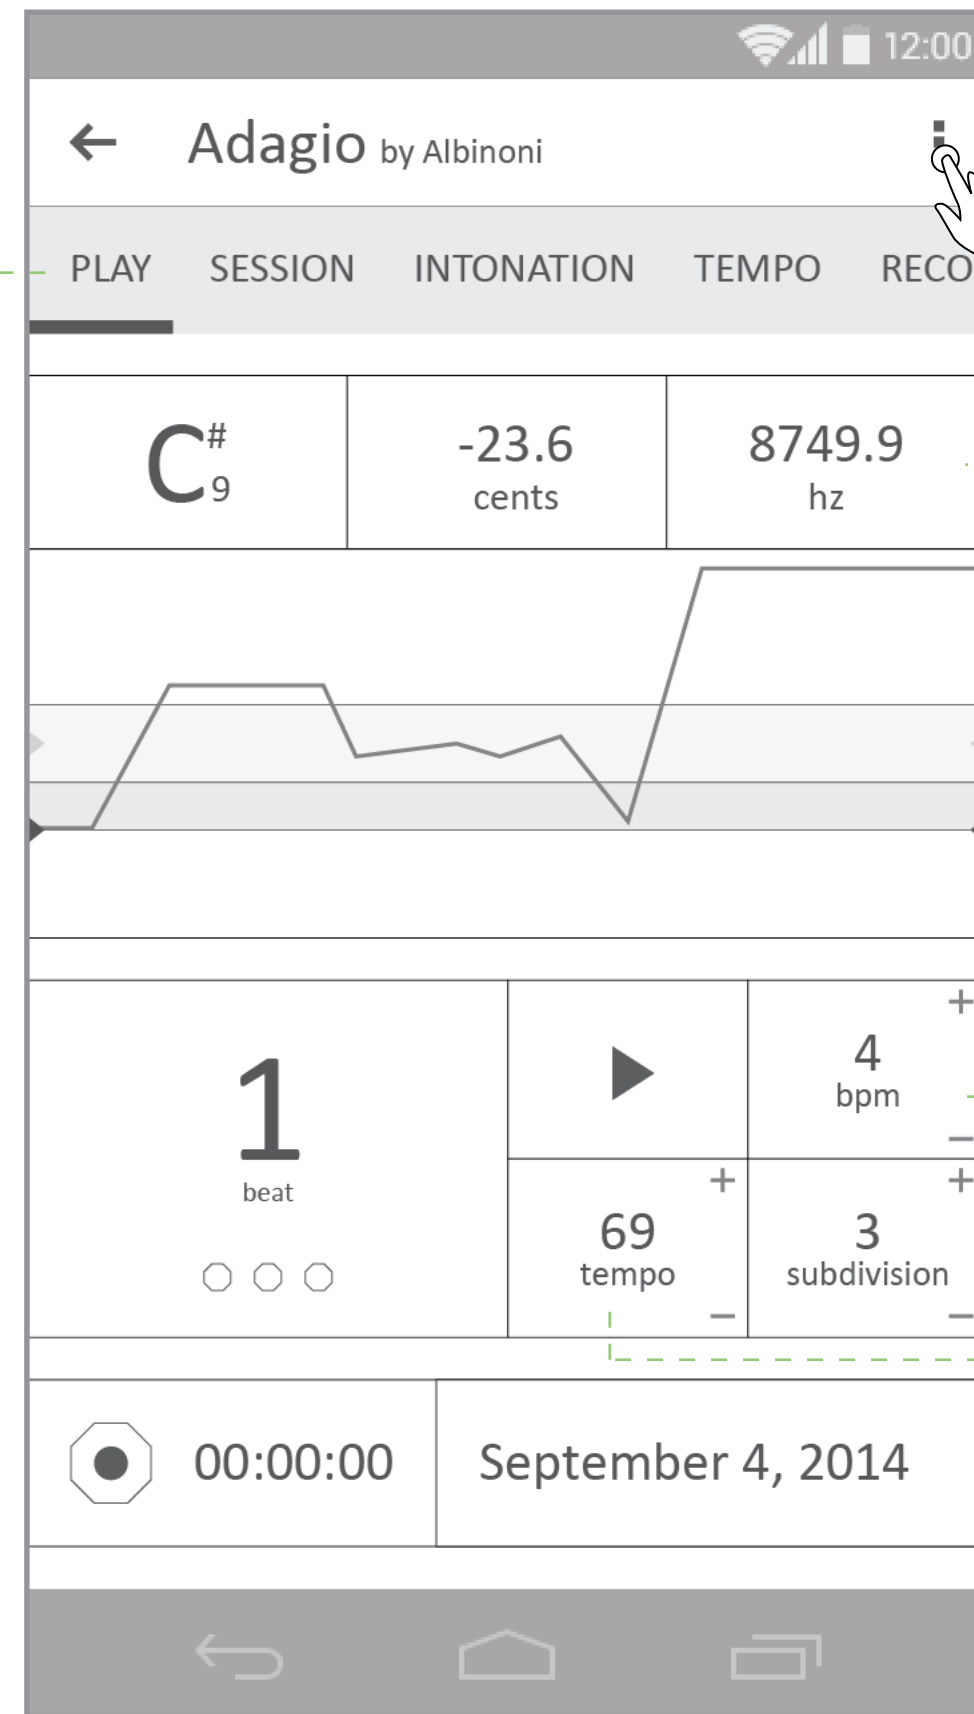 12:00
Adagio by Albinoni
PLAY SESSION INTONATION TEMPO RECO
C#9 -23.6 8749.9
cents hz
+
4
bpm
−
1
beat
+ +
69 3
tempo subdivision
− −
00:00:00 September 4, 2014